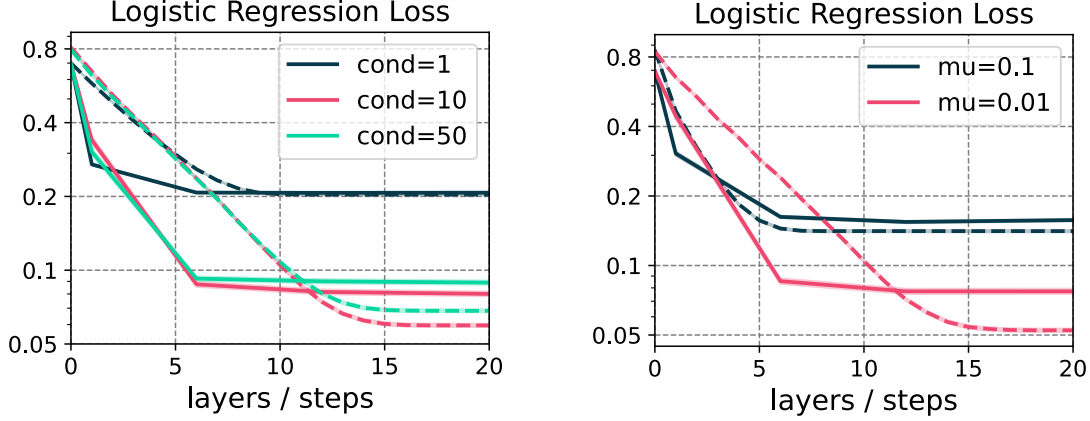 Logistic Regression Loss
0.8
0.4
0.2
0.1
0.05
cond=1
cond=10
cond=50
0 5 10 15 20
layers / steps
Logistic Regression Loss
0.8
0.4
0.2
0.1
0.05
mu=0.1
mu=0.01
0 5 10 15 20
layers / steps